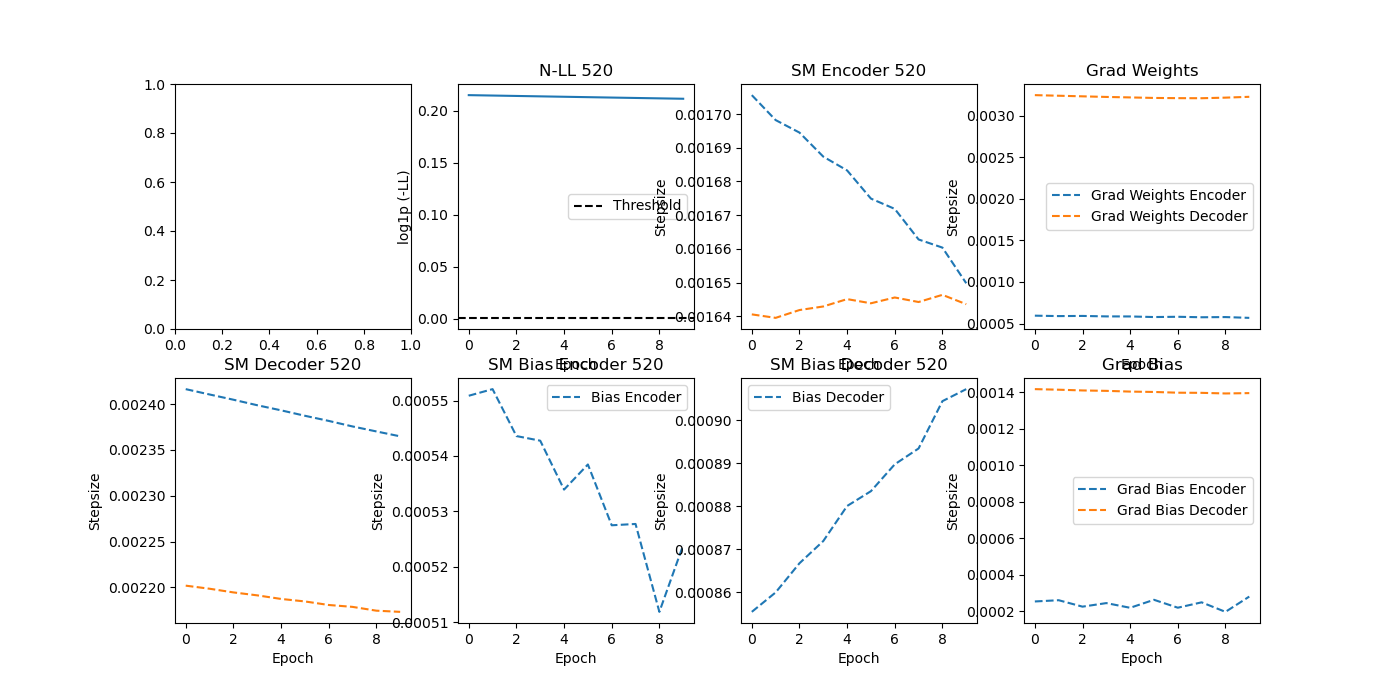 1.0
0.8
0.6
0.4
0.2
0.0
0.0 0.2 0.4 0.6 0.8 1.0
N-LL 520
log1p (-LL)
0.20
0.15
0.10
0.05
0.00
Threshold
0 2 4 6 8
Epoch
SM Encoder 520
Stepsize
0.00170
0.00169
0.00168
0.00167
0.00166
0.00165
0.00164
0 2 4 6 8
Epoch
Grad Weights
Stepsize
0.0030
0.0025
0.0020
0.0015
0.0010
0.0005
Grad Weights Encoder
Grad Weights Decoder
0 2 4 6 8
Epoch
SM Decoder 520
Stepsize
0.00240
0.00235
0.00230
0.00225
0.00220
0 2 4 6 8
Epoch
SM Bias Encoder 520
Stepsize
0.00055
0.00054
0.00053
0.00052
0.00051
Bias Encoder
0 2 4 6 8
Epoch
SM Bias Decoder 520
Stepsize
0.00090
0.00089
0.00088
0.00087
0.00086
Bias Decoder
0 2 4 6 8
Epoch
Grad Bias
Stepsize
0.0014
0.0012
0.0010
0.0008
0.0006
0.0004
0.0002
Grad Bias Encoder
Grad Bias Decoder
0 2 4 6 8
Epoch